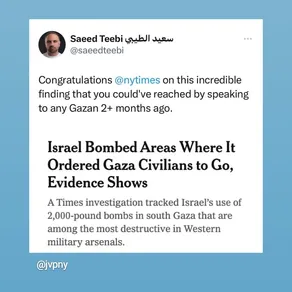 Saeed Teebi سعيد الطيبي
@saeedteebi
Congratulations @nytimes on this incredible
finding that you could've reached by speaking
to any Gazan 2+ months ago.
Israel Bombed Areas Where It
Ordered Gaza Civilians to Go,
Evidence Shows
A Times investigation tracked Israel's use of
2,000-pound bombs in south Gaza that are
among the most destructive in Western
military arsenals.
@jvpny